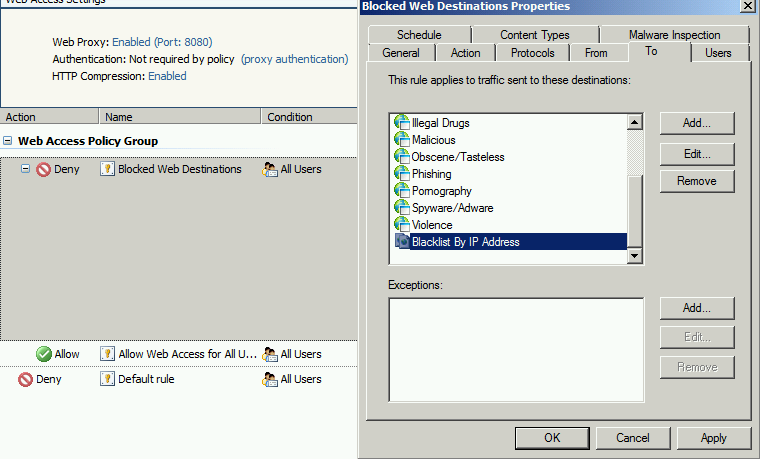 Web Access Settings
Web Proxy: Enabled (Port: 8080)
Authentication: Not required by policy (proxy authentication)
HTTP Compression: Enabled
Action Name Condition
Web Access Policy Group
Deny Blocked Web Destinations All Users
Allow Allow Web Access for All U... All Users
Deny Default rule All Users
Blocked Web Destinations Properties
Schedule Content Types Malware Inspection
General Action Protocols From To Users
This rule applies to traffic sent to these destinations:
Illegal Drugs
Malicious
Obscene/Tasteless
Phishing
Pornography
Spyware/Adware
Violence
Blacklist By IP Address
Add...
Edit...
Remove
Exceptions:
Add...
Edit...
Remove
OK Cancel Apply